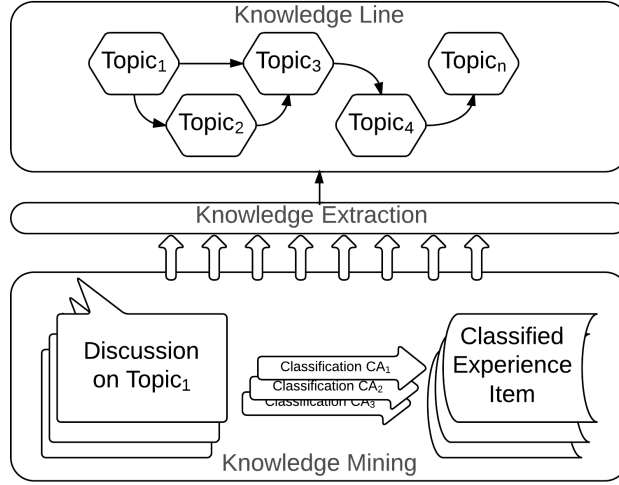 Knowledge Line
Topic₁
Topic₃
Topicₙ
Topic₂
Topic₄
Knowledge Extraction
Discussion
on Topic₁
Classification CA₁
Classification CA₂
Classification CA₃
Classified
Experience
Item
Knowledge Mining